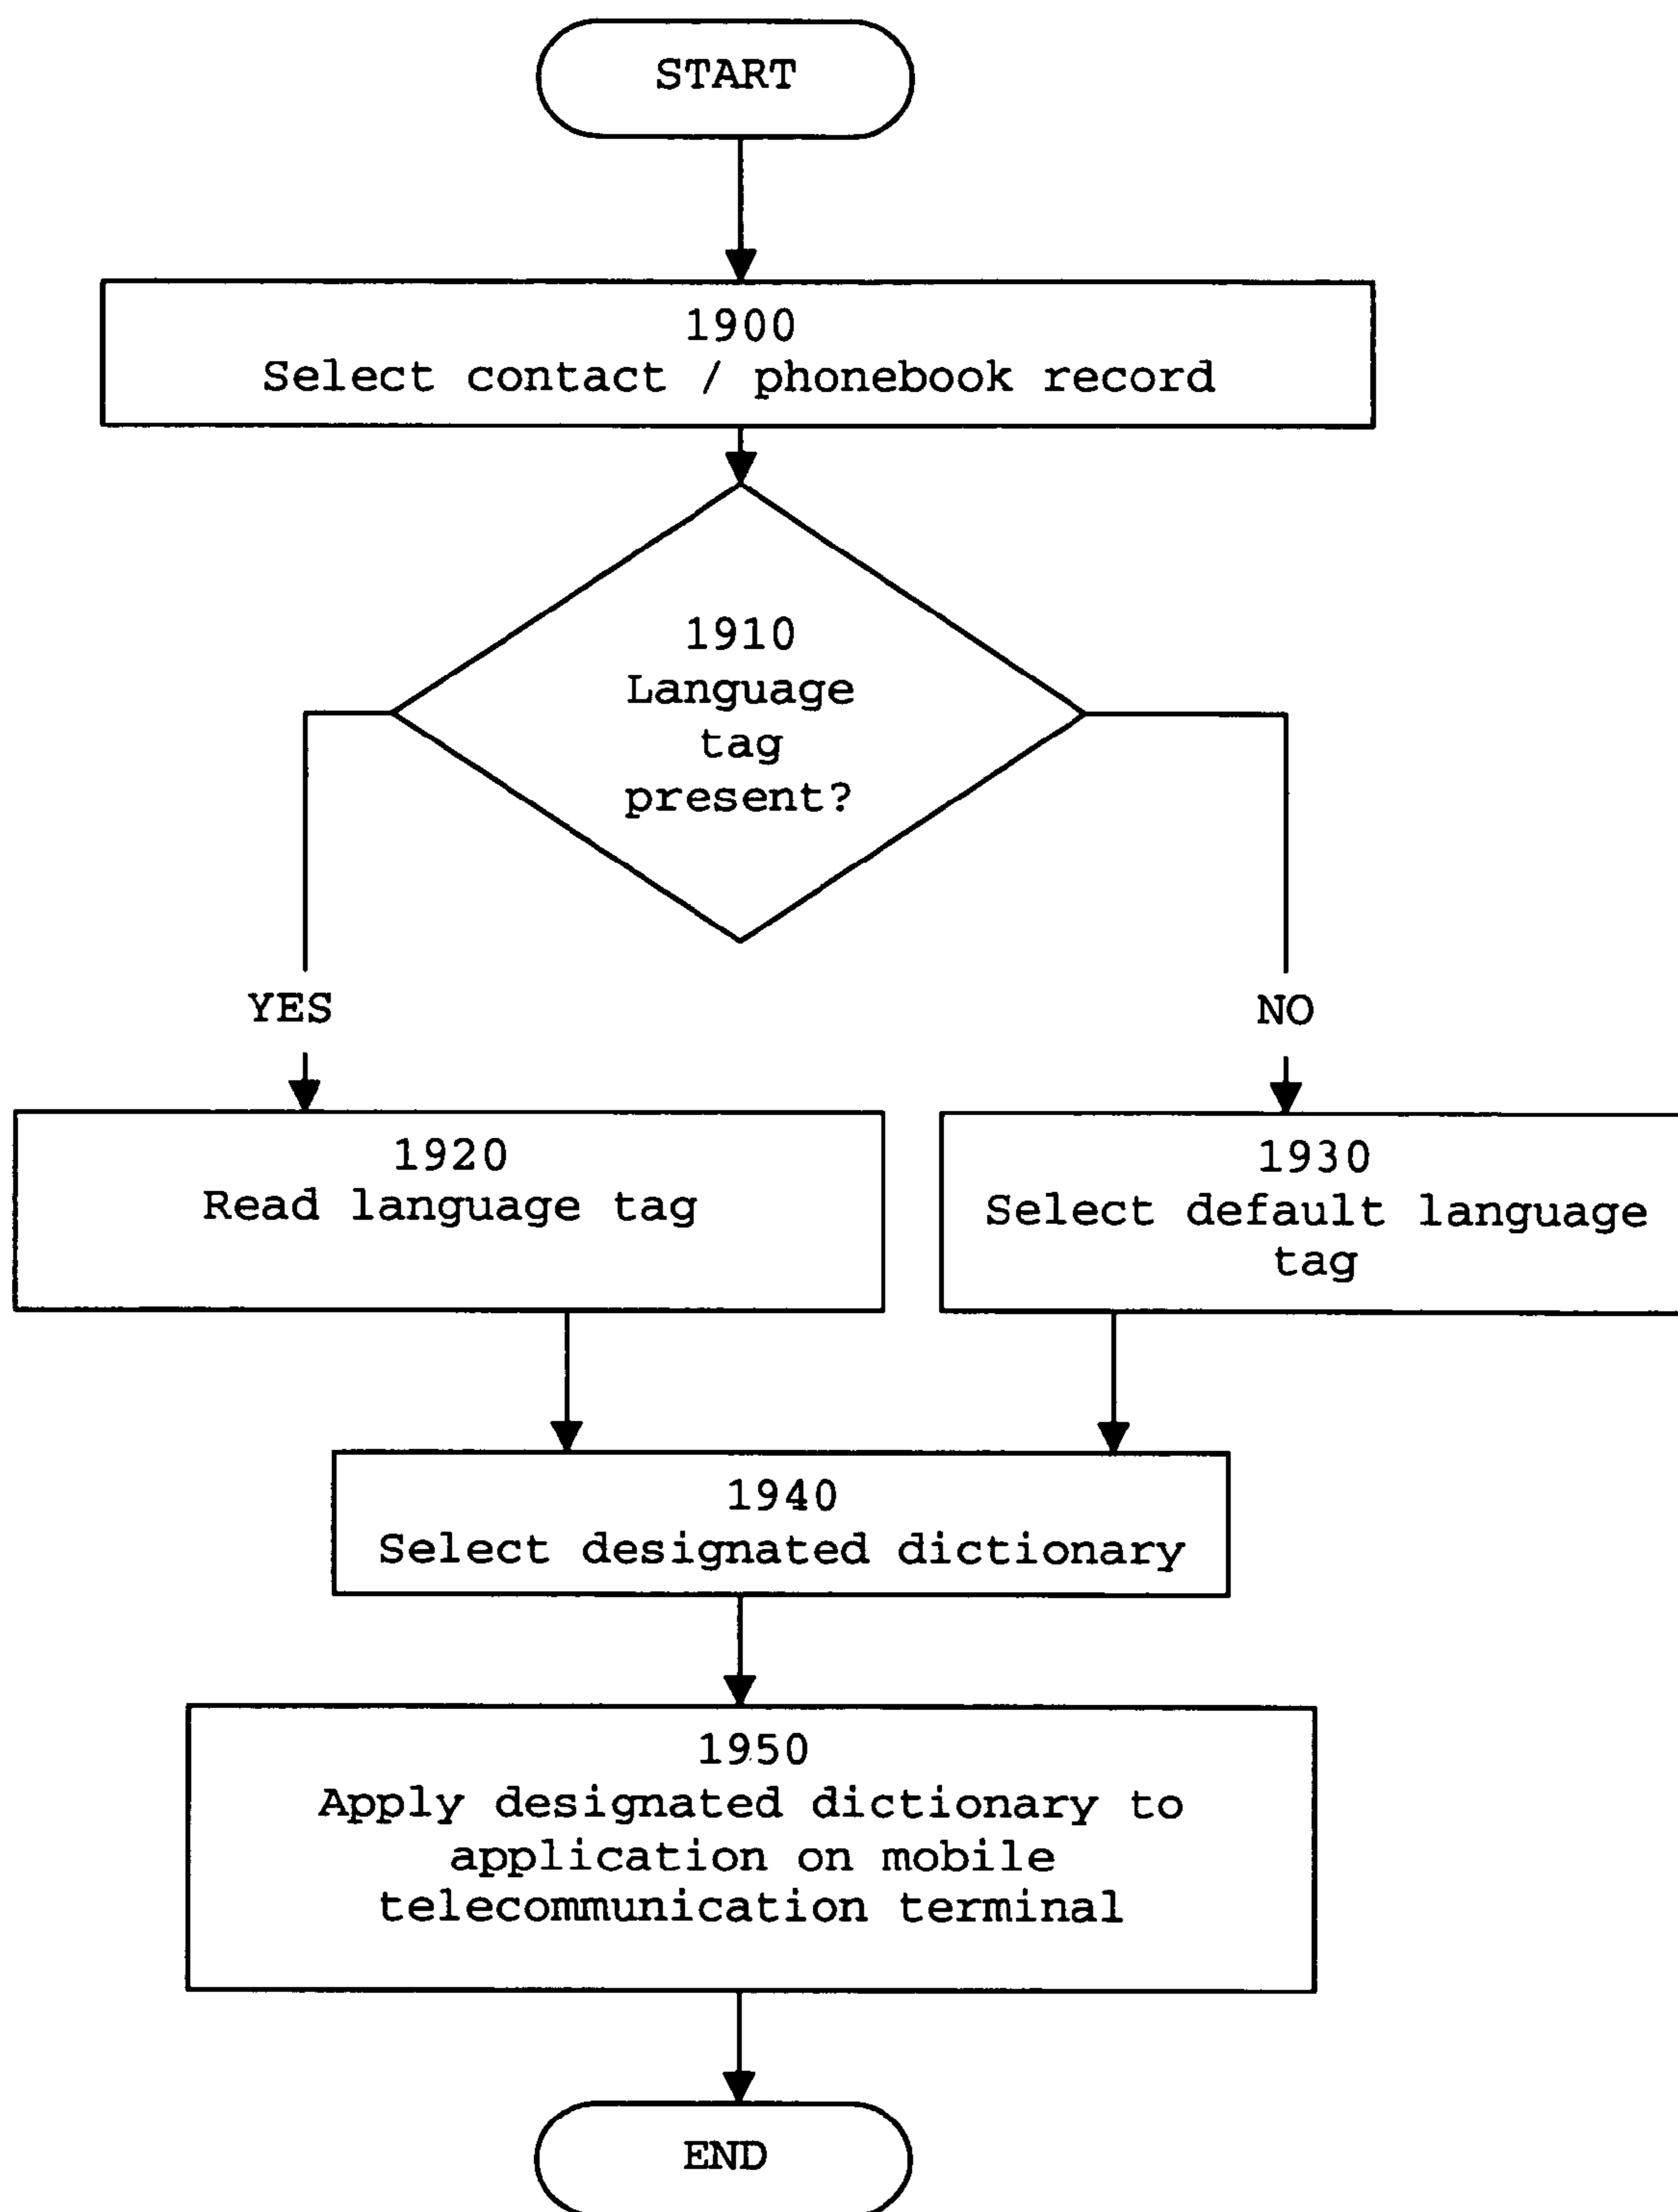 START
1900
Select contact / phonebook record
1910
Language
tag
present?
YES
NO
1920
Read language tag
1930
Select default language
tag
1940
Select designated dictionary
1950
Apply designated dictionary to
application on mobile
telecommunication terminal
END